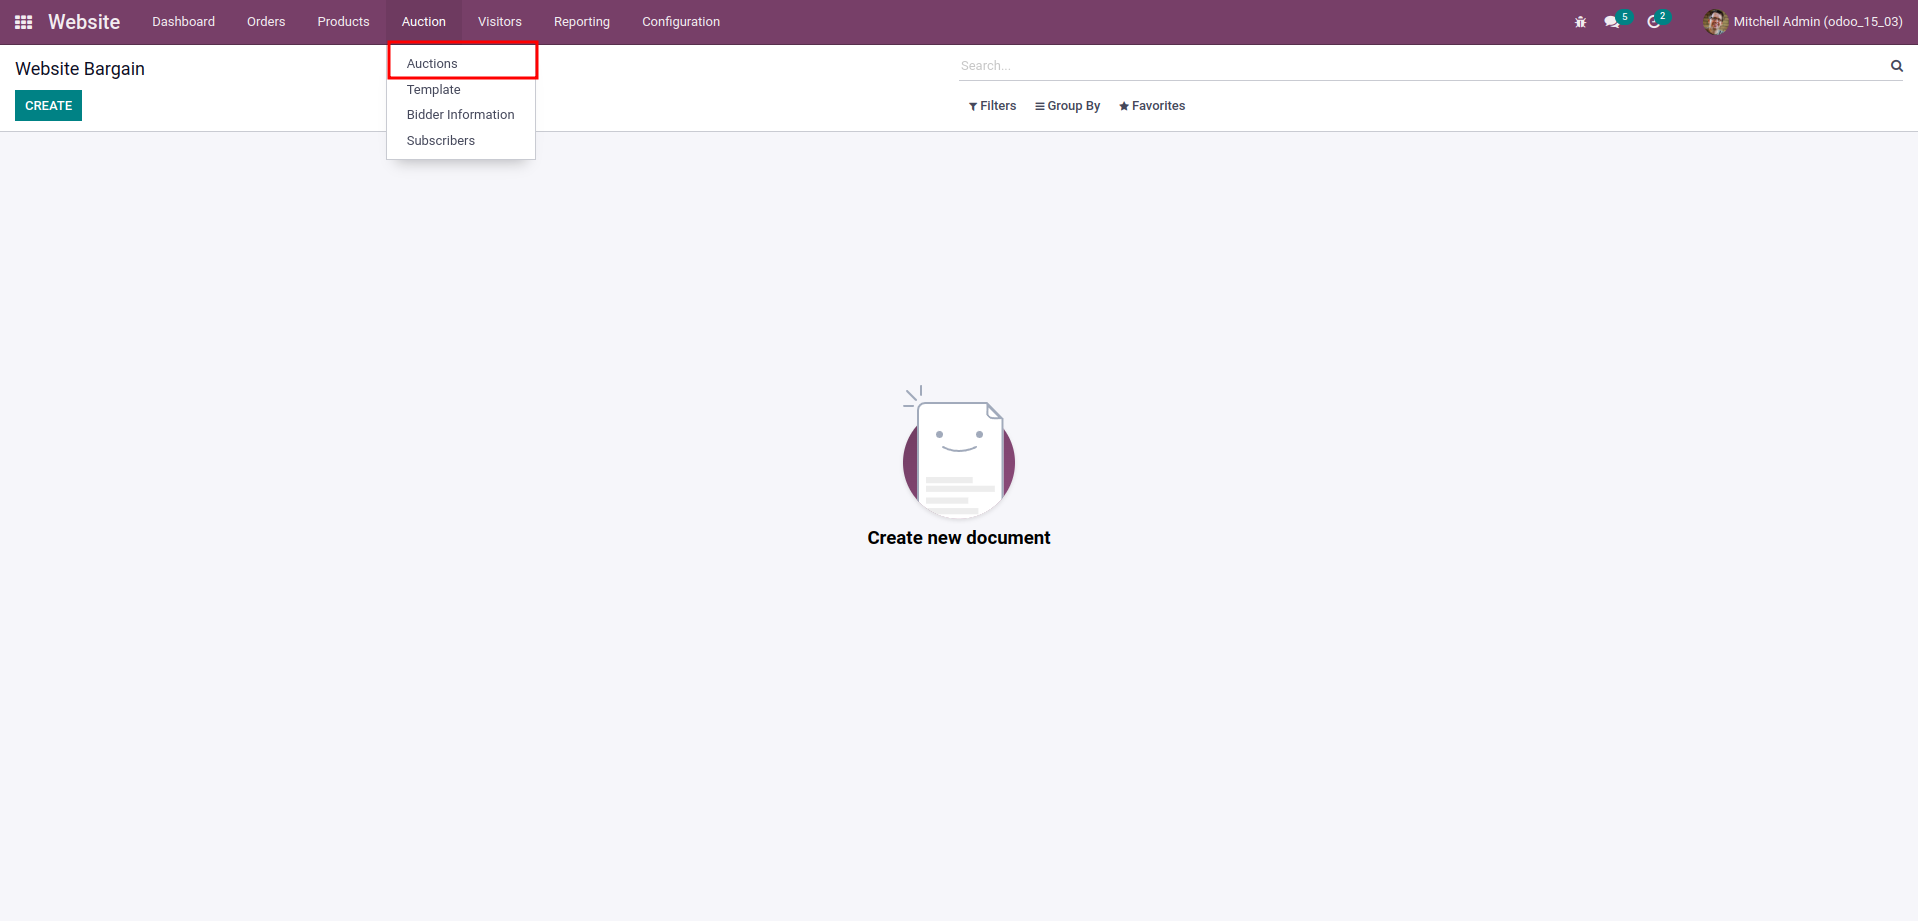 Website Dashboard Orders Products Auction Visitors Reporting Configuration 5 2 Mitchell Admin (odoo_15_03)
Website Bargain
Search...
CREATE
Filters Group By Favorites
Auctions
Template
Bidder Information
Subscribers
Create new document